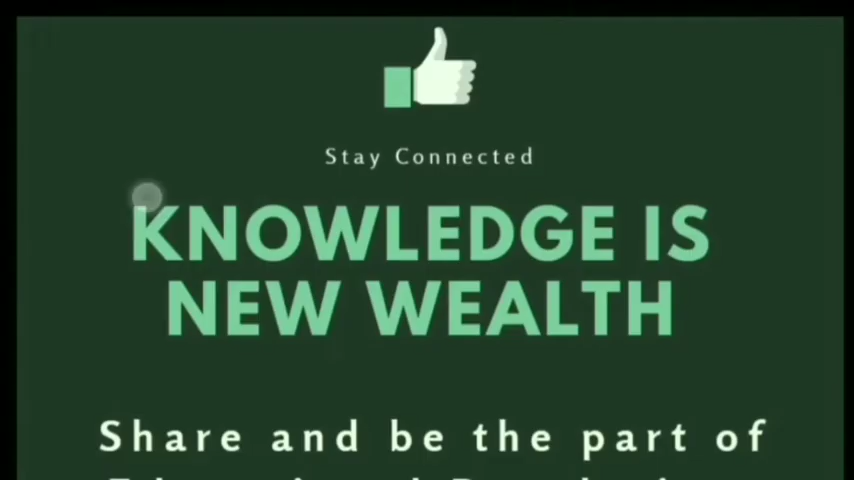 Stay Connected
KNOWLEDGE IS
NEW WEALTH
Share and be the part of